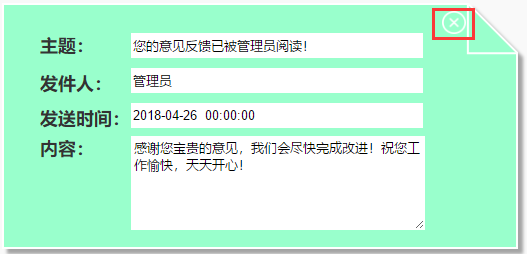 主题： 您的意见反馈已被管理员阅读！
发件人： 管理员
发送时间： 2018-04-26 00:00:00
内容： 感谢您宝贵的意见，我们会尽快完成改进！祝您工
作愉快，天天开心！